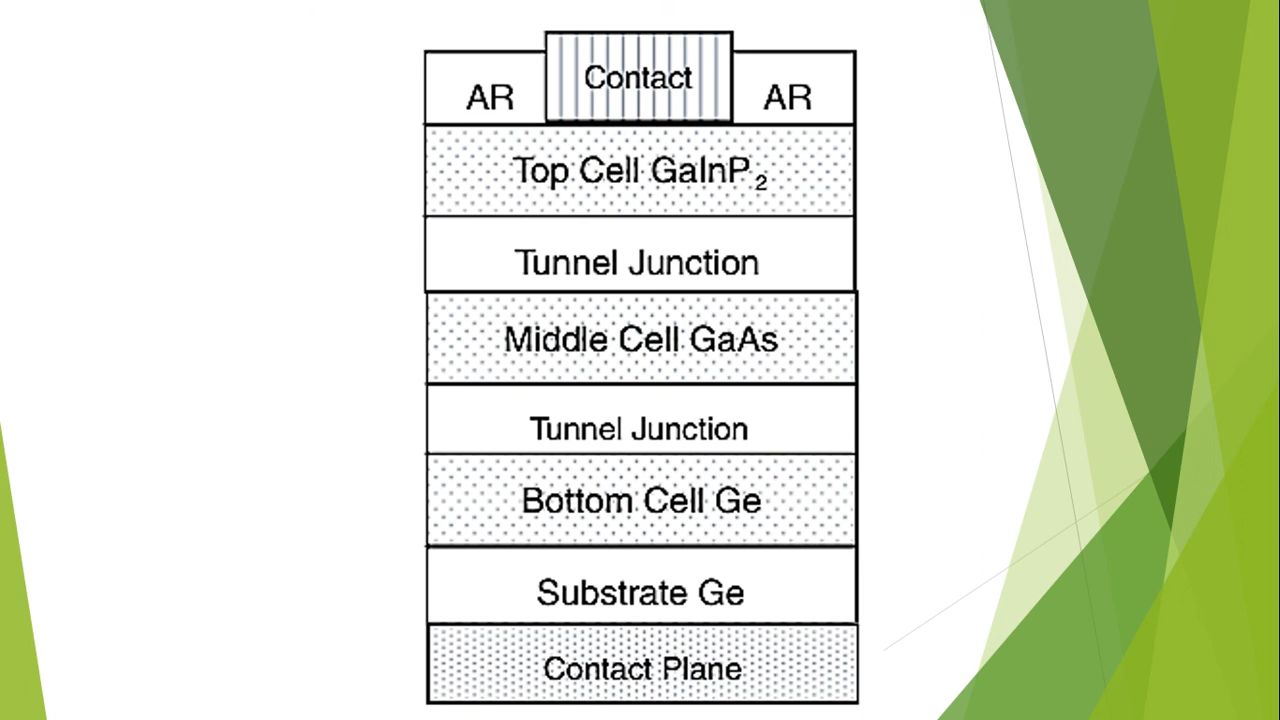 Contact
AR
AR
Top Cell GaInP₂
Tunnel Junction
Middle Cell GaAs
Tunnel Junction
Bottom Cell Ge
Substrate Ge
Contact Plane